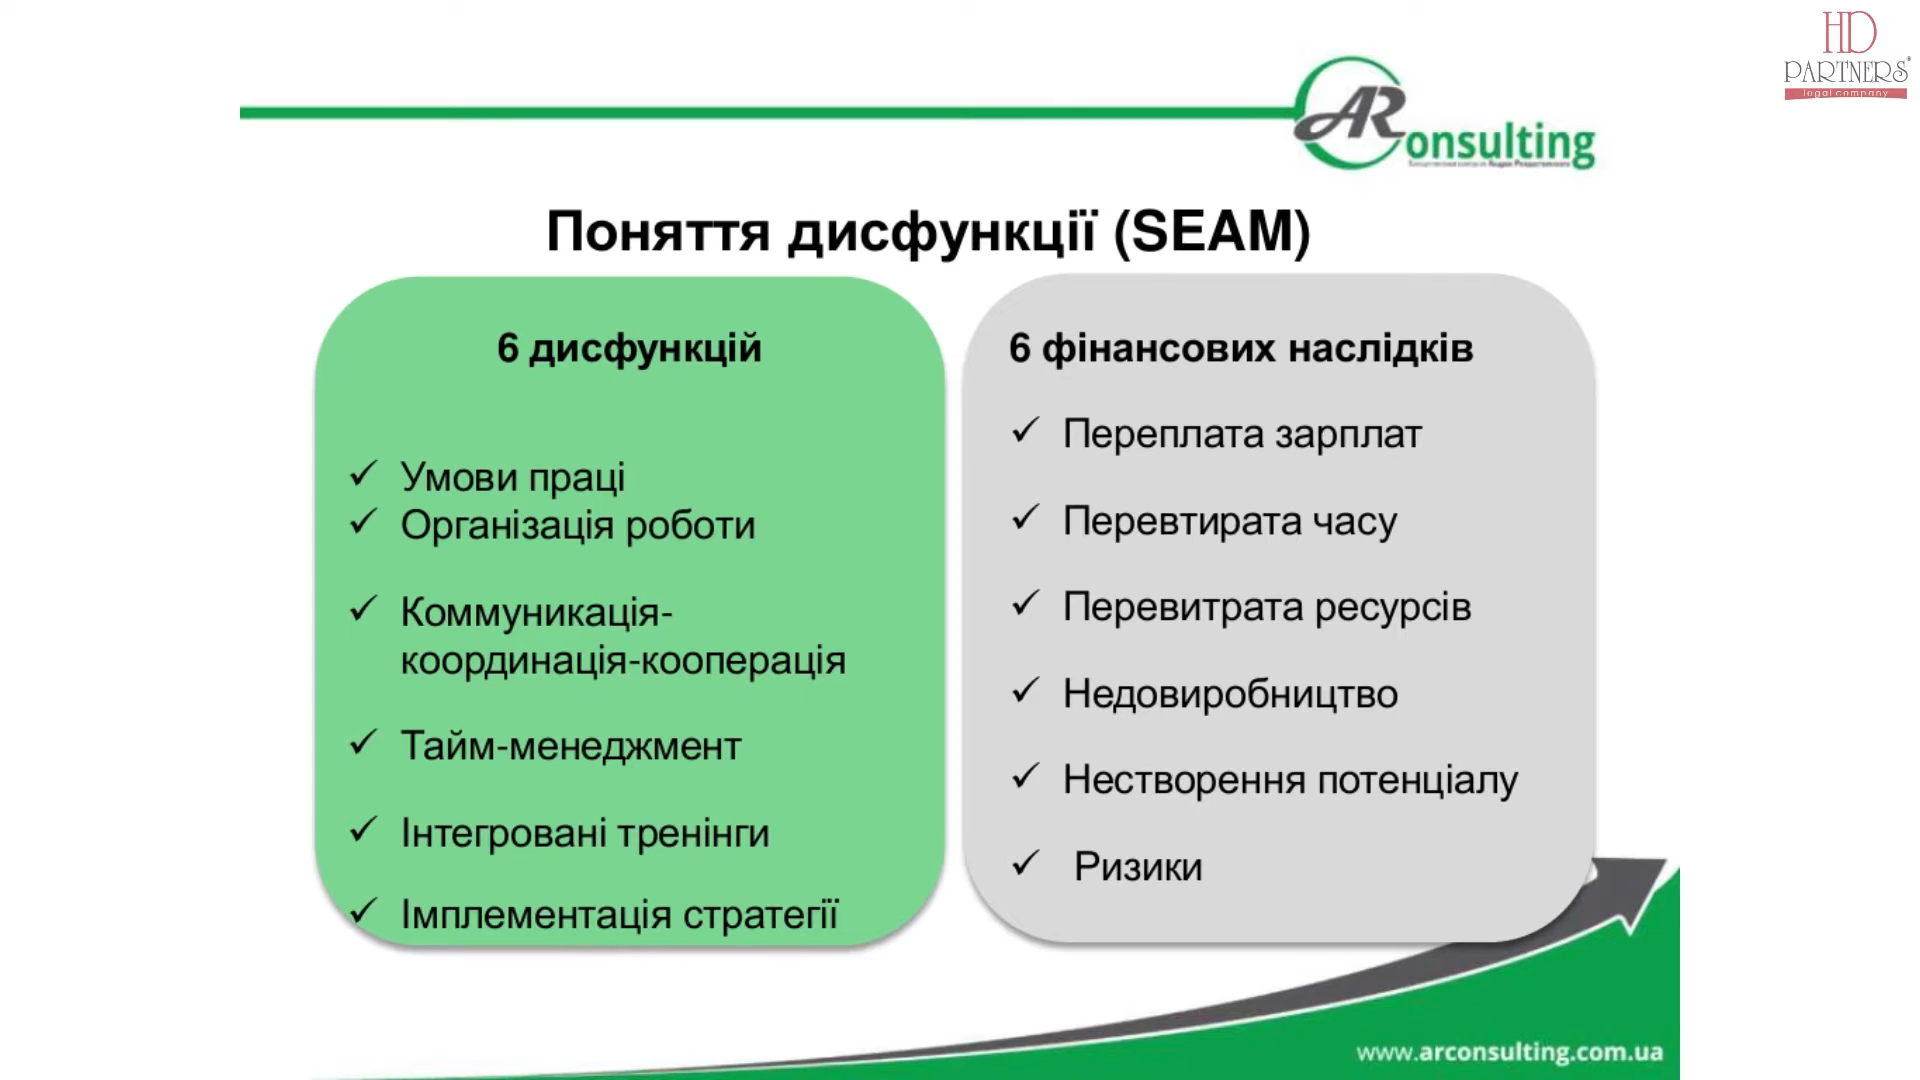 HD
PARTNERS
legal company
AR
onsulting
Поняття дисфункції (SEAM)
6 дисфункцій
Умови праці
Організація роботи
Коммуникація-
координація-кооперація
Тайм-менеджмент
Інтегровані тренінги
Імплементація стратегії
6 фінансових наслідків
Переплата зарплат
Перевтирата часу
Перевитрата ресурсів
Недовиробництво
Нестворення потенціалу
Ризики
www.arconsulting.com.ua